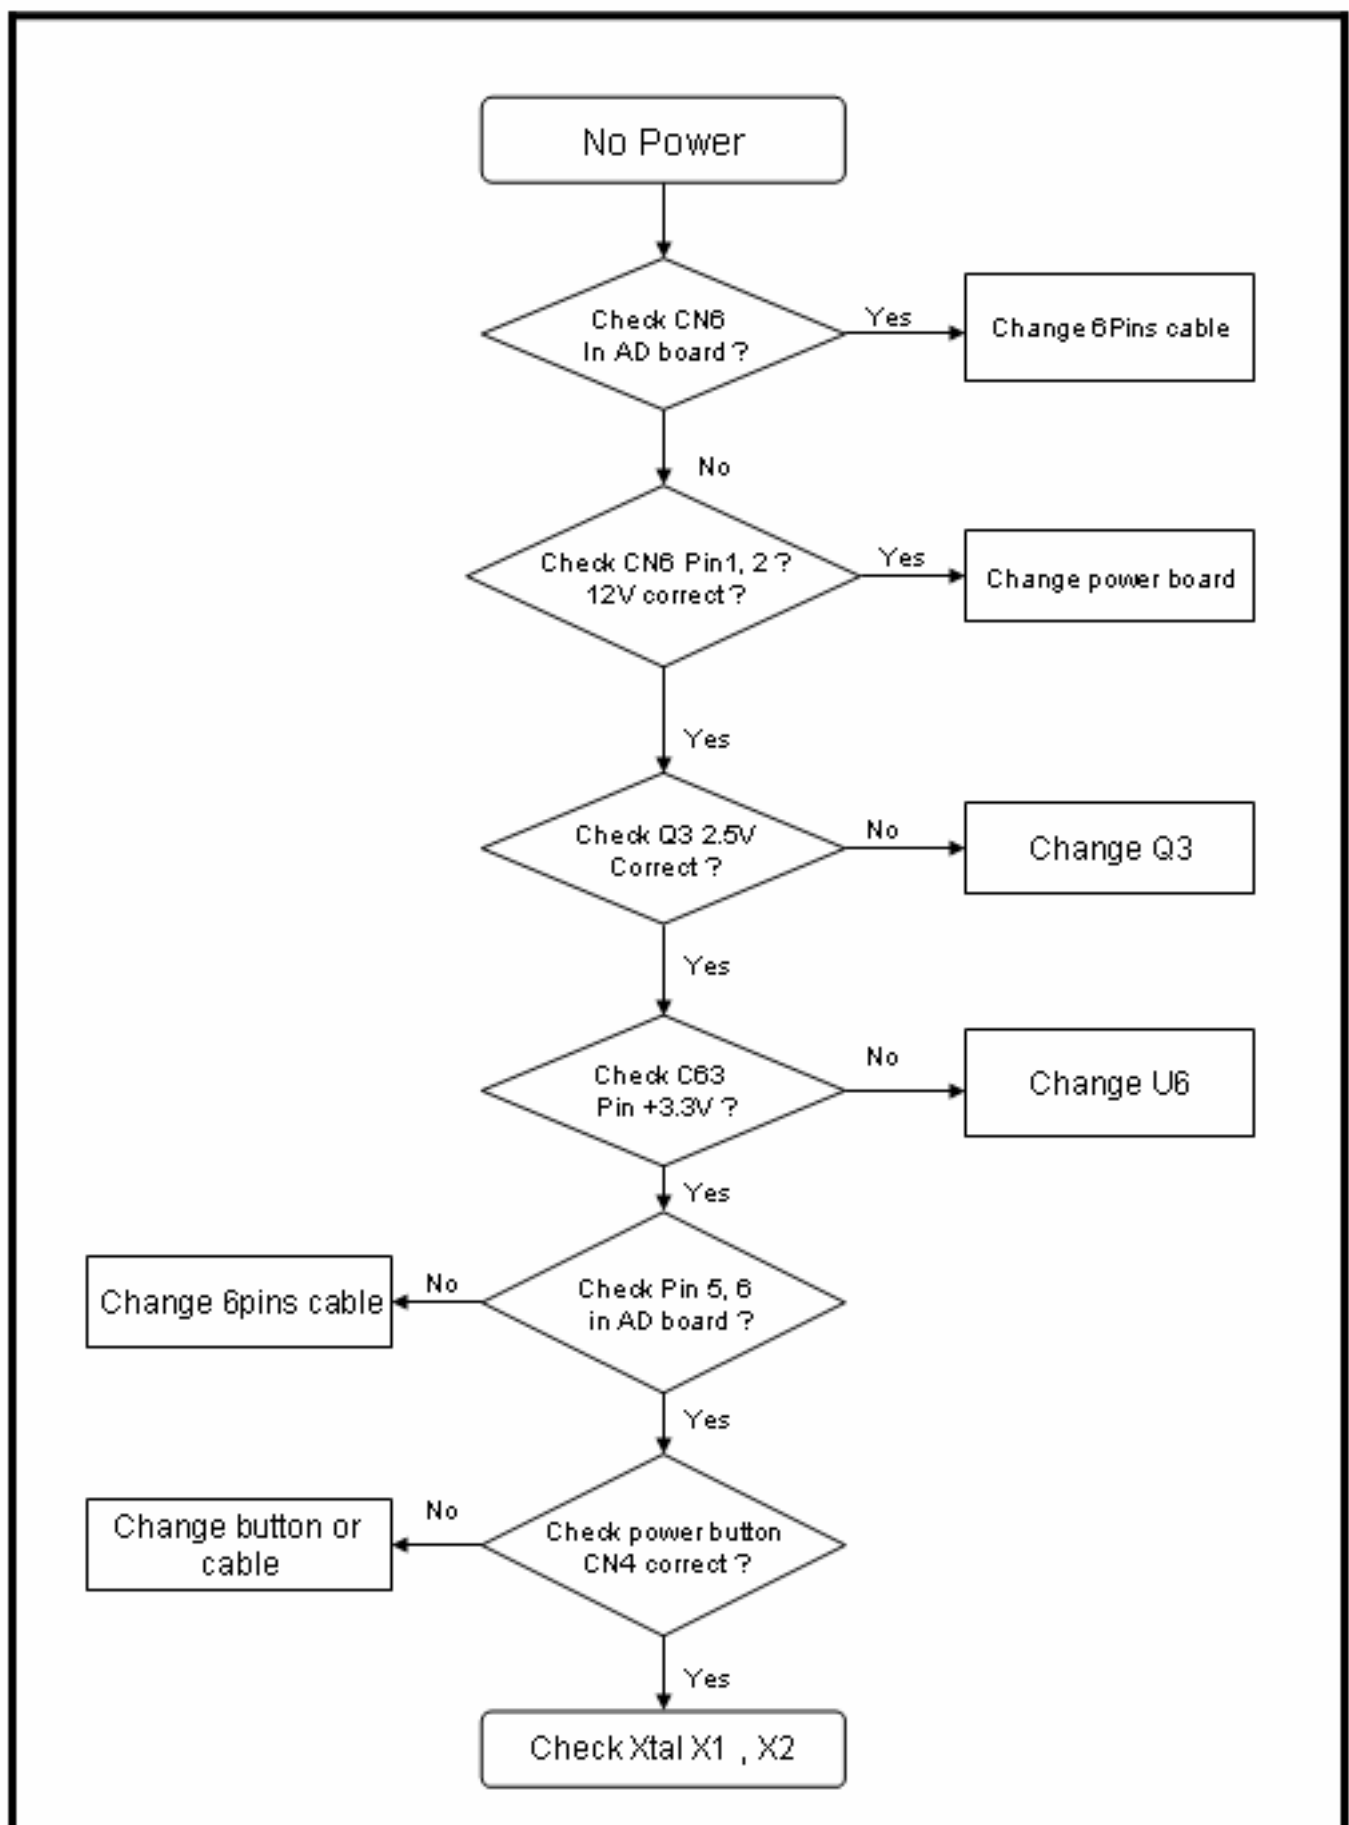 No Power
Check CN6
In AD board ?
Yes
Change 6Pins cable
No
Check CN6 Pin1, 2 ?
12V correct ?
Yes
Change power board
Yes
Check Q3 2.5V
Correct ?
No
Change Q3
Yes
Check C63
Pin +3.3V ?
No
Change U6
Yes
Change 6pins cable
No
Check Pin 5, 6
in AD board ?
Yes
Change button or
cable
No
Check power button
CN4 correct ?
Yes
Check Xtal X1 , X2